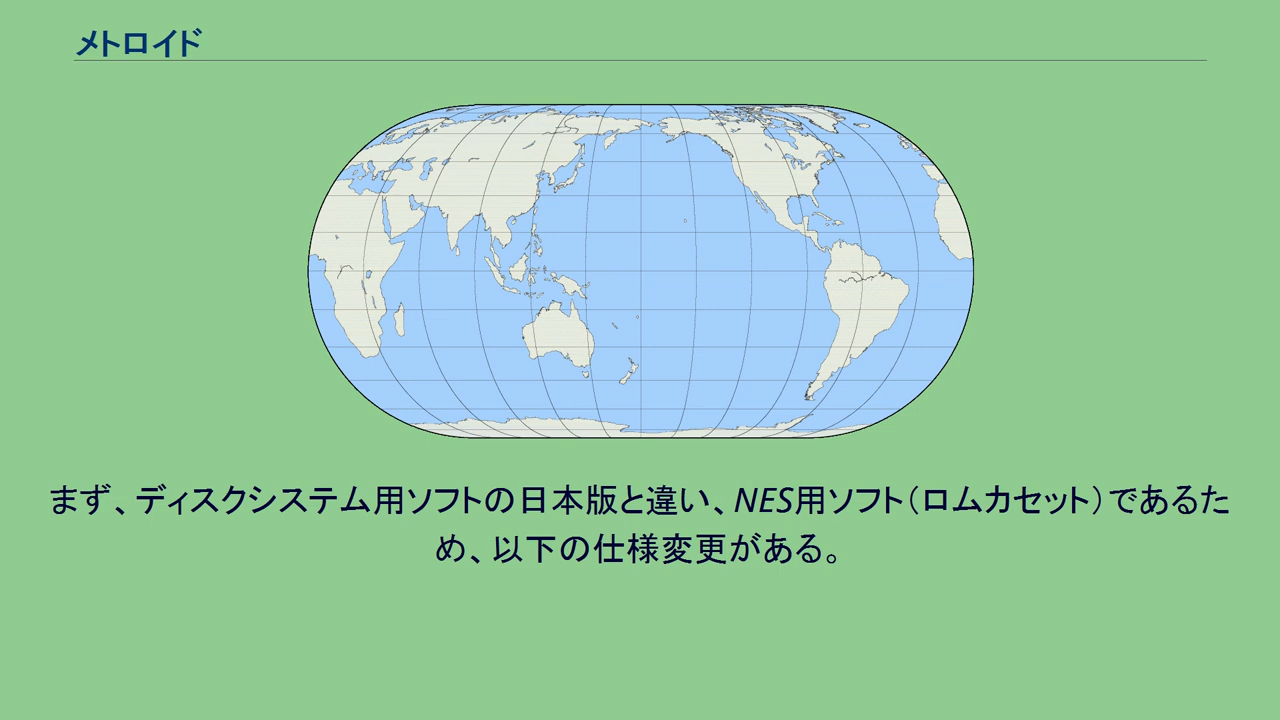 メトロイド
まず、ディスクシステム用ソフトの日本版と違い、NES用ソフト（ロムカセット）であるた
め、以下の仕様変更がある。